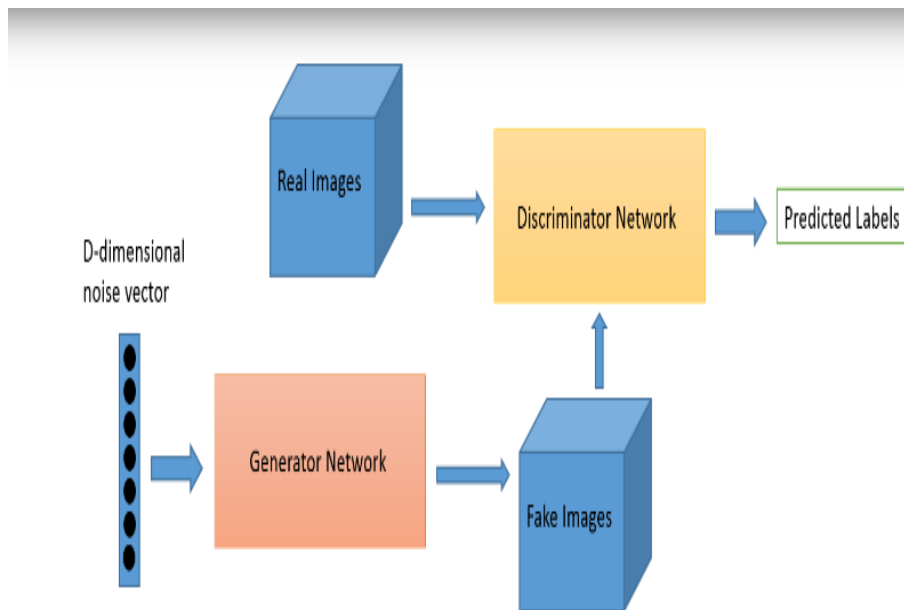 Real Images
Discriminator Network
Predicted Labels
D-dimensional
noise vector
Generator Network
Fake Images